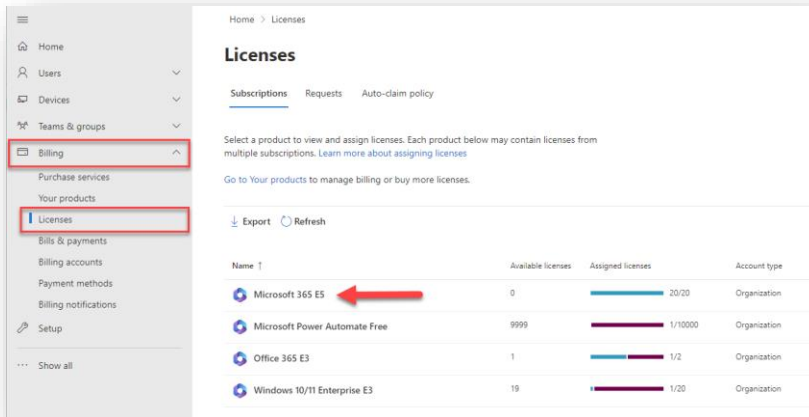 Home
Users
Devices
Teams & groups
Billing
Purchase services
Your products
Licenses
Bills & payments
Billing accounts
Payment methods
Billing notifications
Setup
Show all
Home > Licenses
Licenses
Subscriptions Requests Auto-claim policy
Select a product to view and assign licenses. Each product below may contain licenses from
multiple subscriptions. Learn more about assigning licenses
Go to Your products to manage billing or buy more licenses.
Export Refresh
Name ↑ Available licenses Assigned licenses Account type
Microsoft 365 E5 0 20/20 Organization
Microsoft Power Automate Free 9999 1/10000 Organization
Office 365 E3 1 1/2 Organization
Windows 10/11 Enterprise E3 19 1/20 Organization